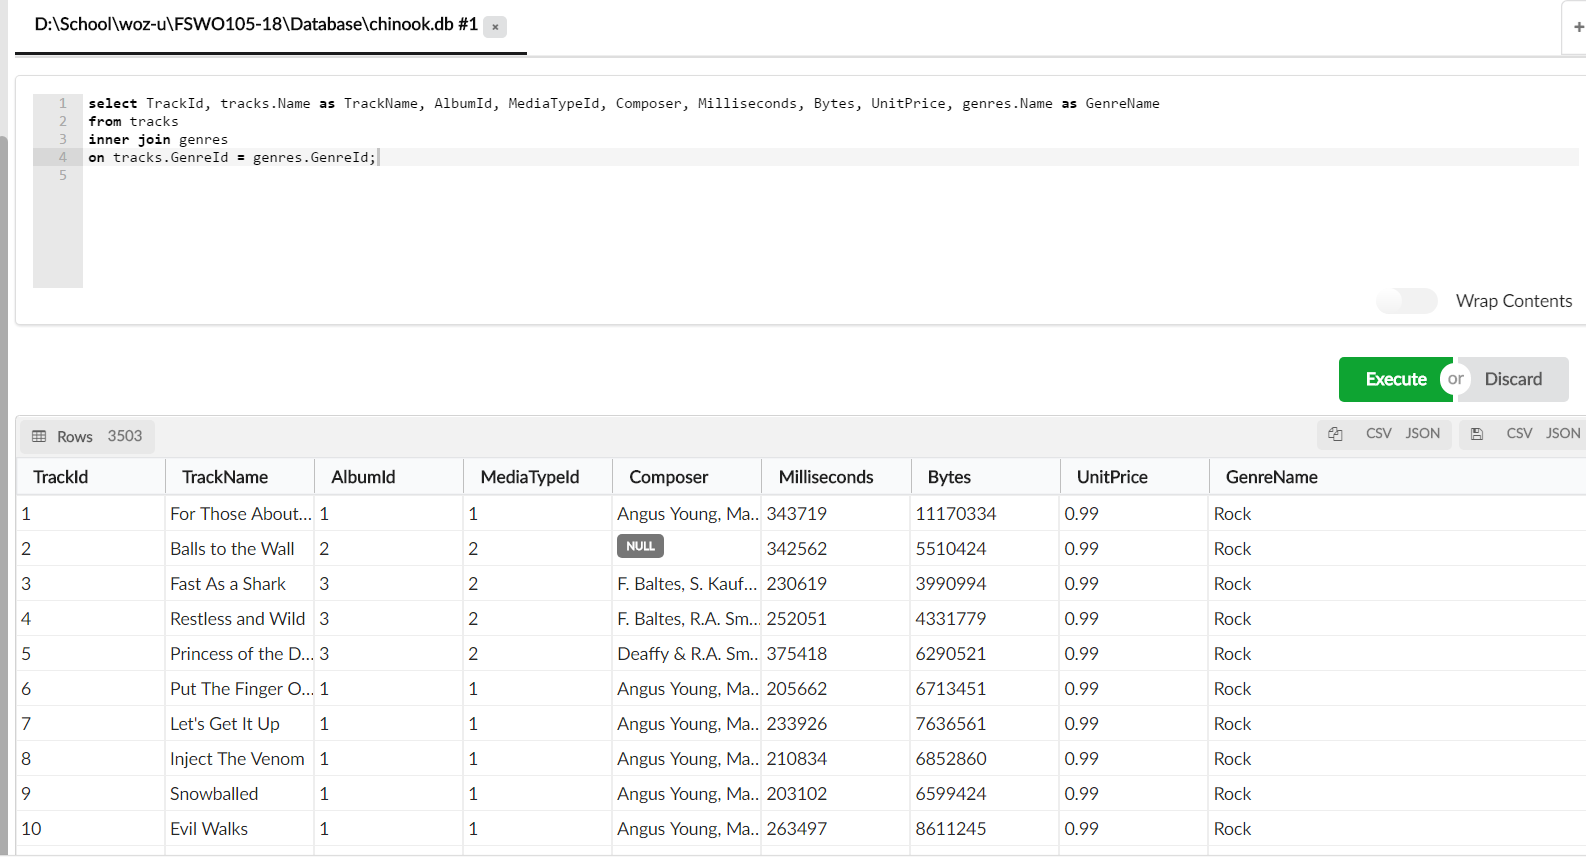 D:\School\woz-u\FSWO105-18\Database\chinook.db #1 ×
+
1 select TrackId, tracks.Name as TrackName, AlbumId, MediaTypeId, Composer, Milliseconds, Bytes, UnitPrice, genres.Name as GenreName
2 from tracks
3 inner join genres
4 on tracks.GenreId = genres.GenreId;
5
Wrap Contents
Execute or Discard
Rows 3503 CSV JSON CSV JSON
TrackId TrackName AlbumId MediaTypeId Composer Milliseconds Bytes UnitPrice GenreName
1 For Those About... 1 1 Angus Young, Ma... 343719 11170334 0.99 Rock
2 Balls to the Wall 2 2 NULL 342562 5510424 0.99 Rock
3 Fast As a Shark 3 2 F. Baltes, S. Kauf... 230619 3990994 0.99 Rock
4 Restless and Wild 3 2 F. Baltes, R.A. Sm... 252051 4331779 0.99 Rock
5 Princess of the D... 3 2 Deaffy & R.A. Sm... 375418 6290521 0.99 Rock
6 Put The Finger O... 1 1 Angus Young, Ma... 205662 6713451 0.99 Rock
7 Let's Get It Up 1 1 Angus Young, Ma... 233926 7636561 0.99 Rock
8 Inject The Venom 1 1 Angus Young, Ma... 210834 6852860 0.99 Rock
9 Snowballed 1 1 Angus Young, Ma... 203102 6599424 0.99 Rock
10 Evil Walks 1 1 Angus Young, Ma... 263497 8611245 0.99 Rock